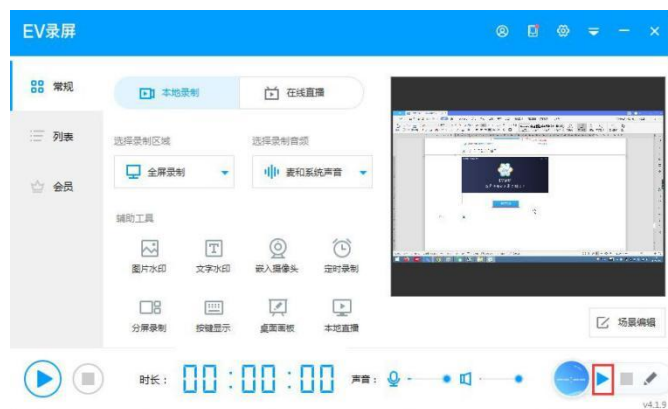 EV录屏
常规
本地录制
在线直播
列表
选择录制区域
选择录制音频
全屏录制
麦和系统声音
会员
辅助工具
图片水印
文字水印
嵌入摄像头
定时录制
分屏录制
按键显示
桌面画板
本地直播
场景编辑
时长：
00:00:00
声音：
v4.1.9